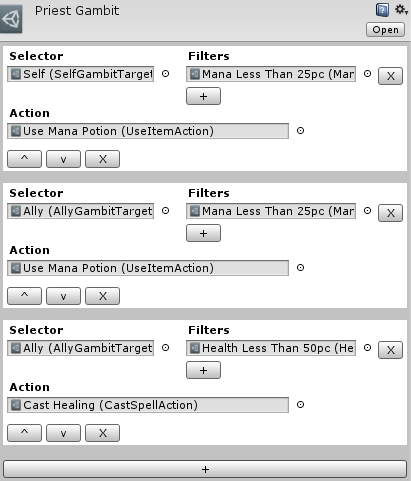 Priest Gambit
Open
Selector Filters
Self (SelfGambitTarget Mana Less Than 25pc (Mar X
+
Action
Use Mana Potion (UseItemAction)
^ v X
Selector Filters
Ally (AllyGambitTarget Mana Less Than 25pc (Mar X
+
Action
Use Mana Potion (UseItemAction)
^ v X
Selector Filters
Ally (AllyGambitTarget Health Less Than 50pc (He X
+
Action
Cast Healing (CastSpellAction)
^ v X
+